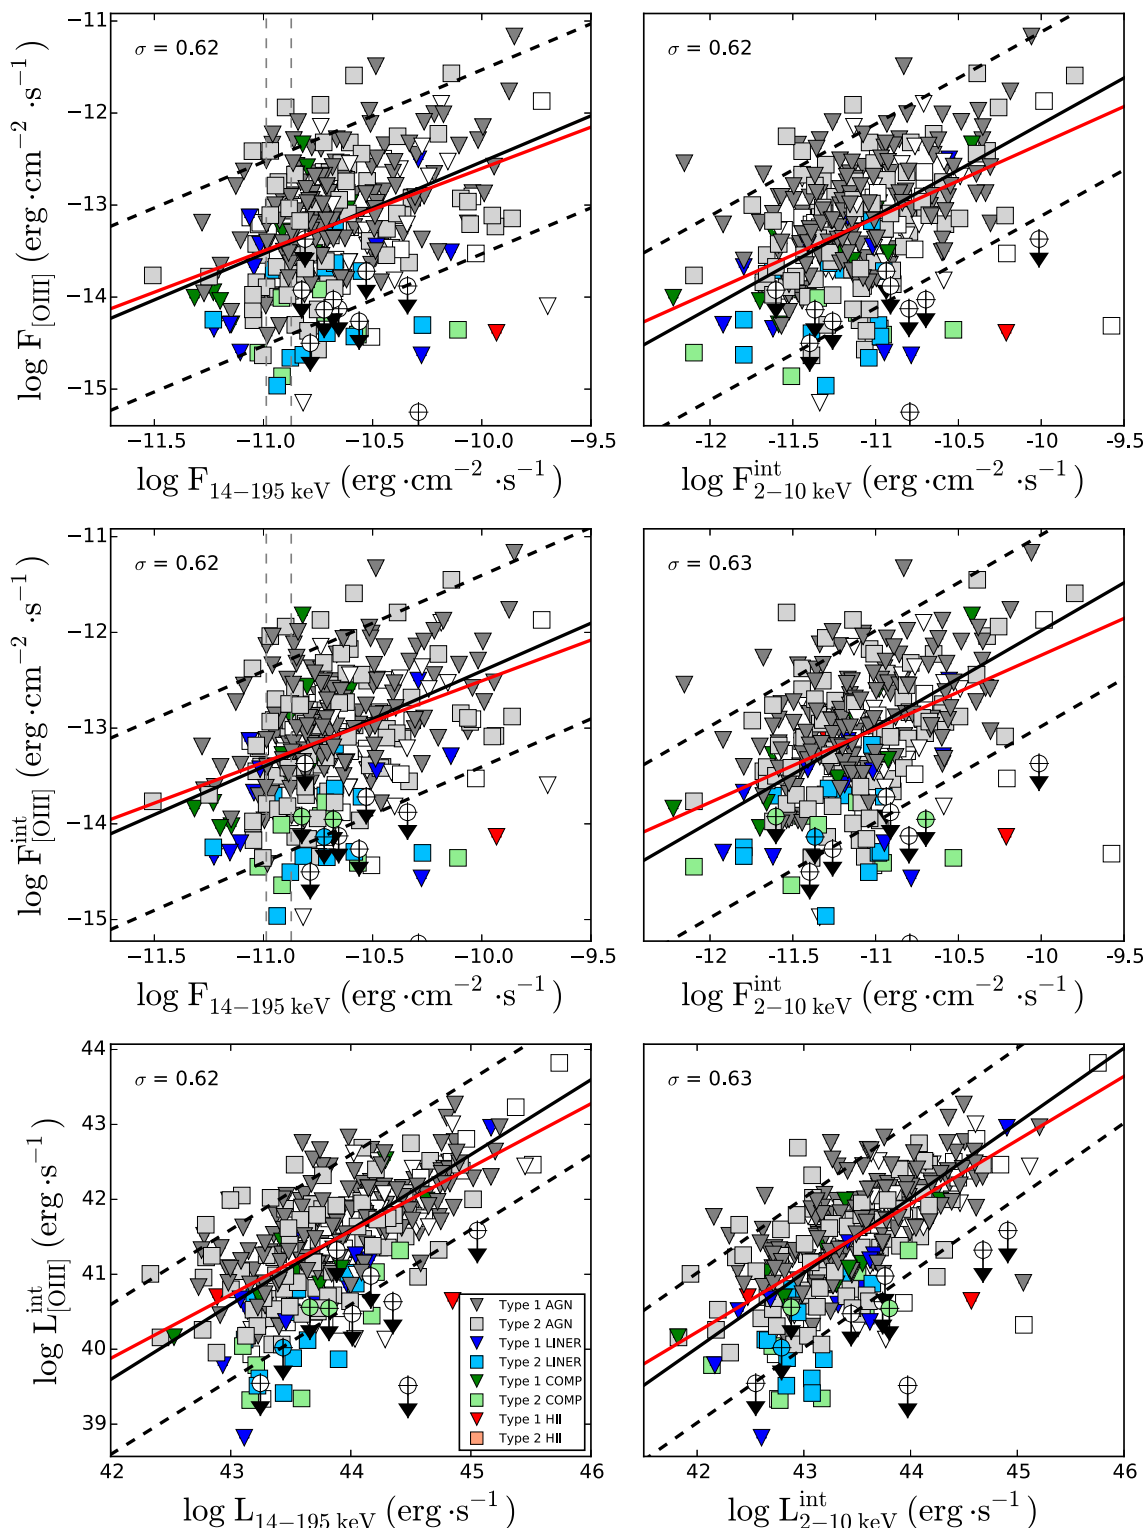 σ = 0.62
log F[OIII] (erg·cm−2 ·s−1)
−11
−12
−13
−14
−15
-11.5 -11.0 -10.5 -10.0 -9.5
log F14−195 keV (erg·cm−2 ·s−1)
σ = 0.62
-12 -11.5 -11 -10.5 -10 -9.5
log Fint2−10 keV (erg·cm−2 ·s−1)
σ = 0.62
log Fint[OIII] (erg·cm−2 ·s−1)
−11
−12
−13
−14
−15
-11.5 -11.0 -10.5 -10.0 -9.5
log F14−195 keV (erg·cm−2 ·s−1)
σ = 0.63
-12 -11.5 -11 -10.5 -10 -9.5
log Fint2−10 keV (erg·cm−2 ·s−1)
σ = 0.62
log Lint[OIII] (erg·s−1)
44
43
42
41
40
39
Type 1 AGN
Type 2 AGN
Type 1 LINER
Type 2 LINER
Type 1 COMP
Type 2 COMP
Type 1 HII
Type 2 HII
42 43 44 45 46
log L14−195 keV (erg·s−1)
σ = 0.63
42 43 44 45 46
log Lint2−10 keV (erg·s−1)